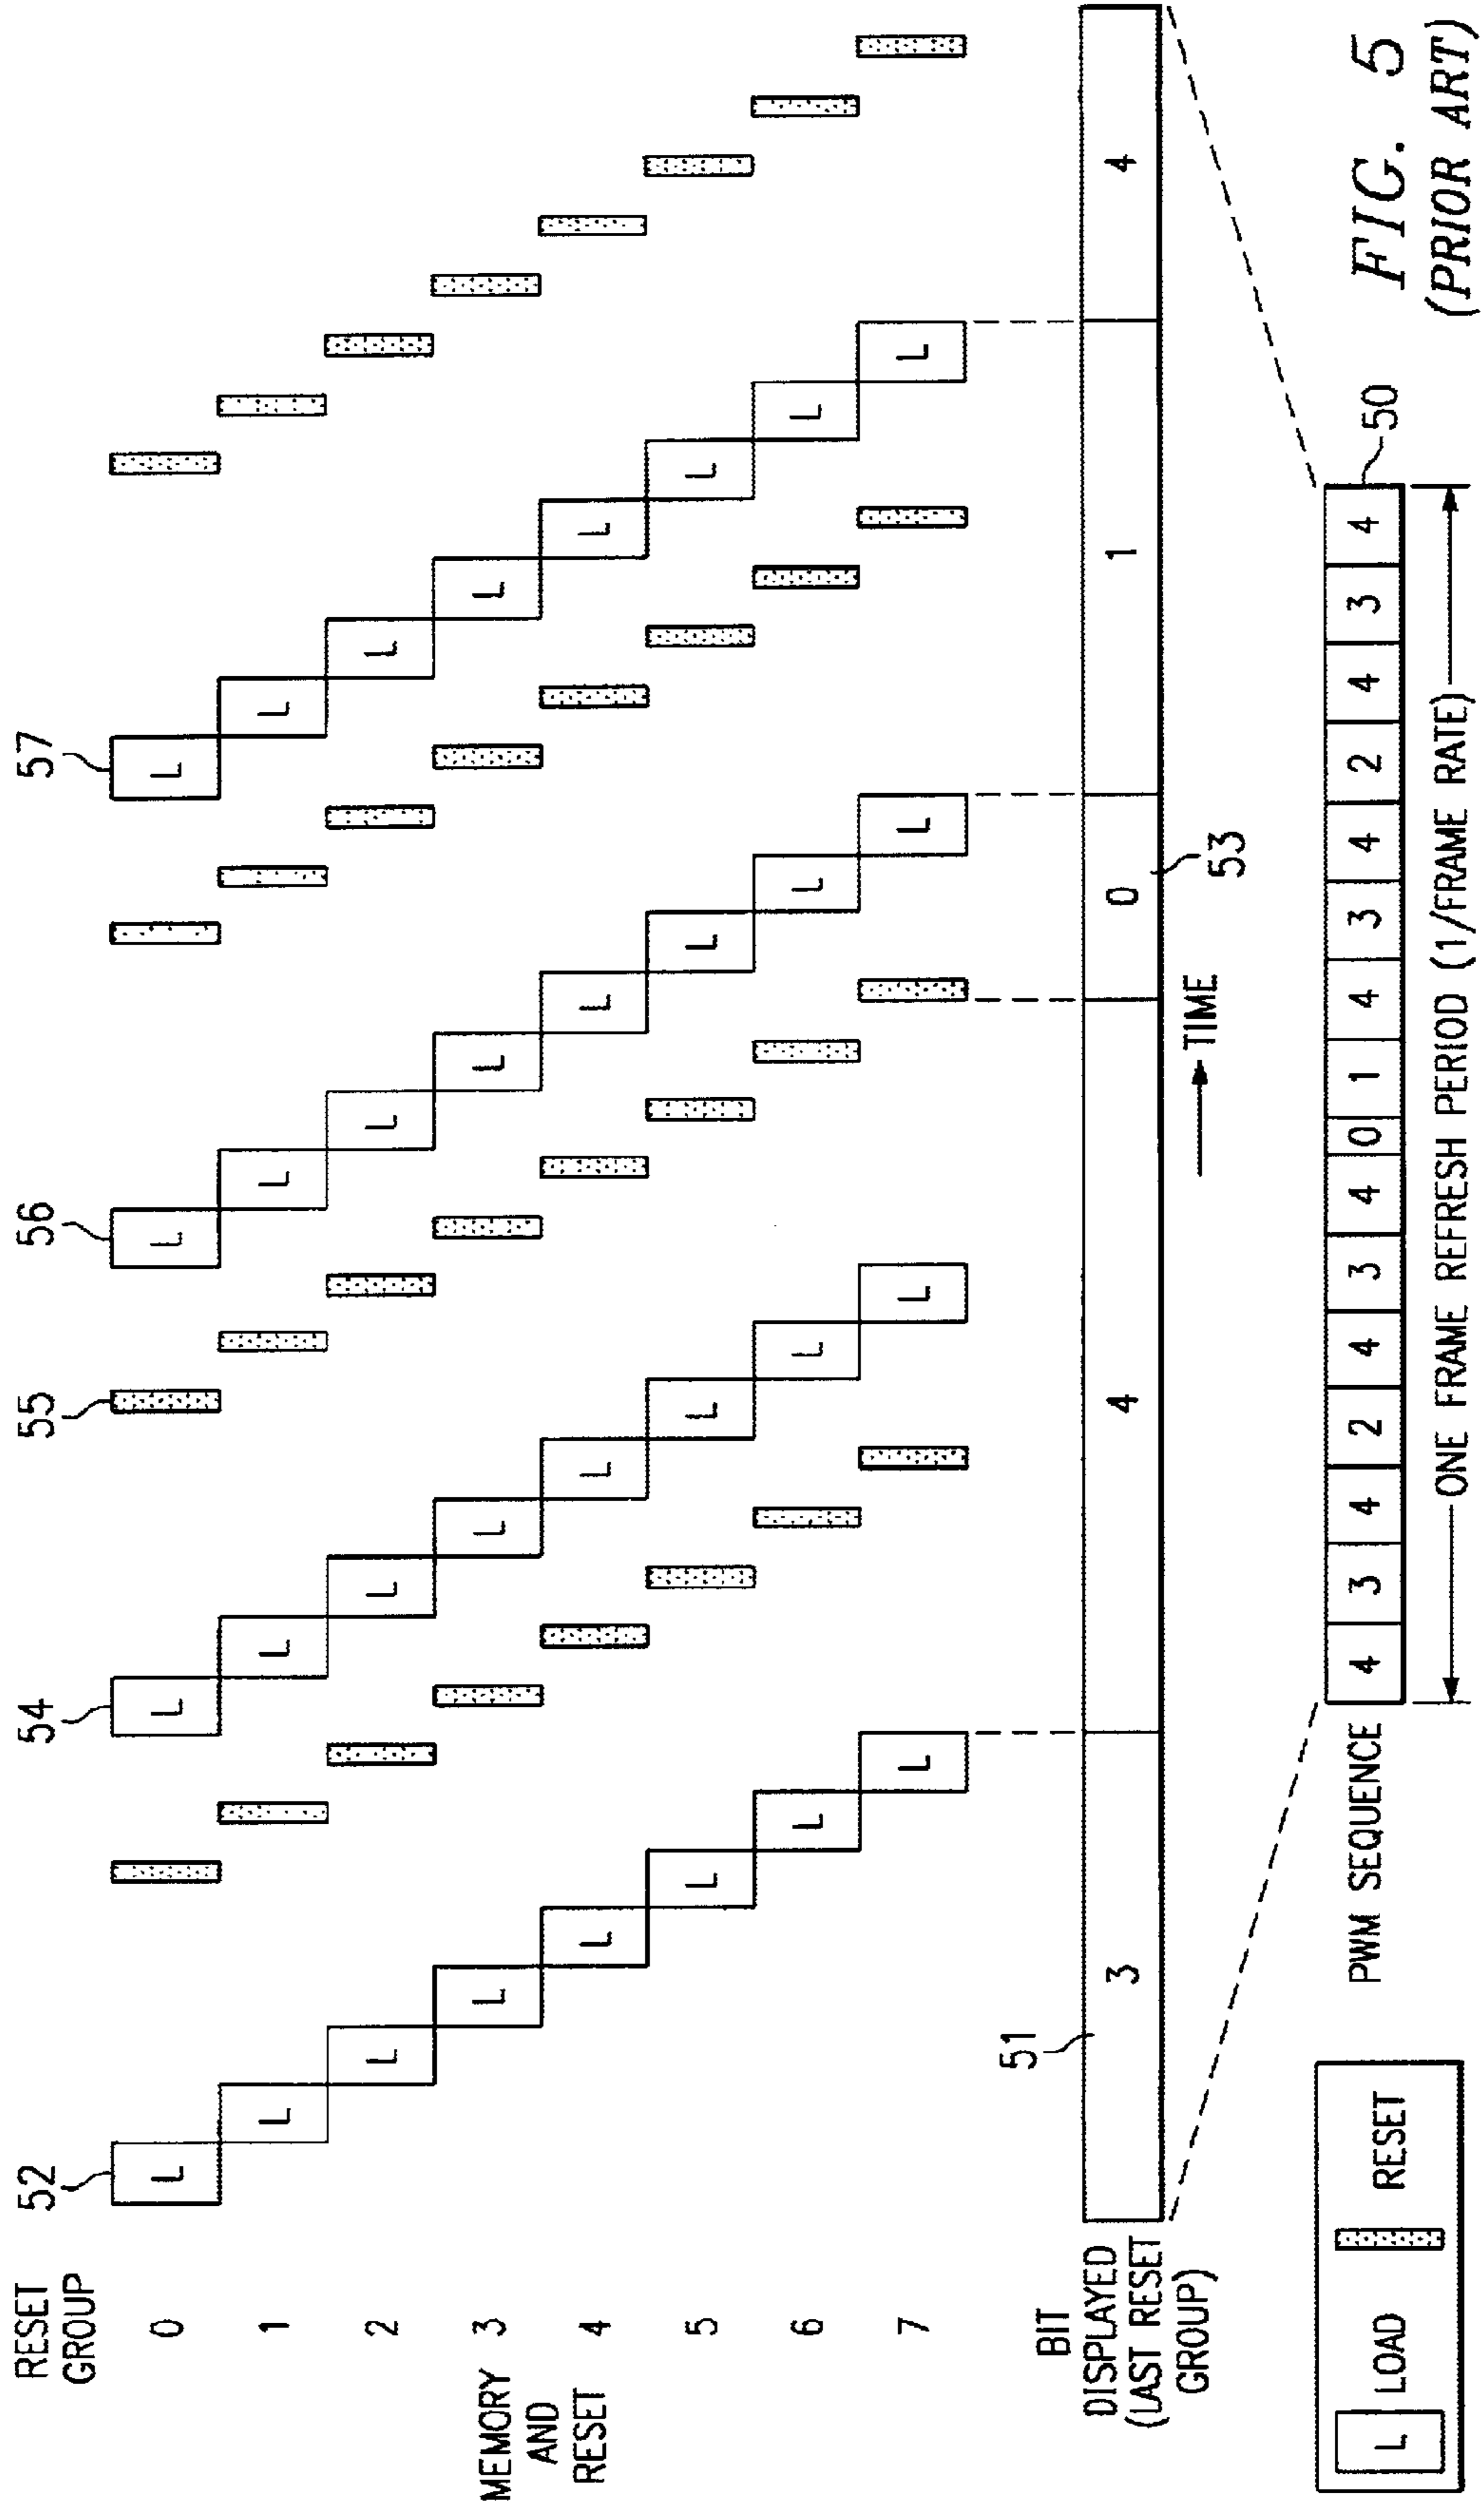 RESET GROUP
52 54 55 56 57
0 L L L L
1 L L L L
2 L L L L
3 L L L L
4 L L L L
5 L L L L
6 L L L L
7 L L L L
MEMORY
AND
RESET
51
BIT
DISPLAYED
(LAST RESET
GROUP)
3 4 0 1 4
53
TIME
PWM SEQUENCE
4 3 4 2 4 3 4 0 1 4 3 4 2 4 3 4
50
ONE FRAME REFRESH PERIOD (1/FRAME RATE)
L LOAD RESET
FIG. 5
(PRIOR ART)